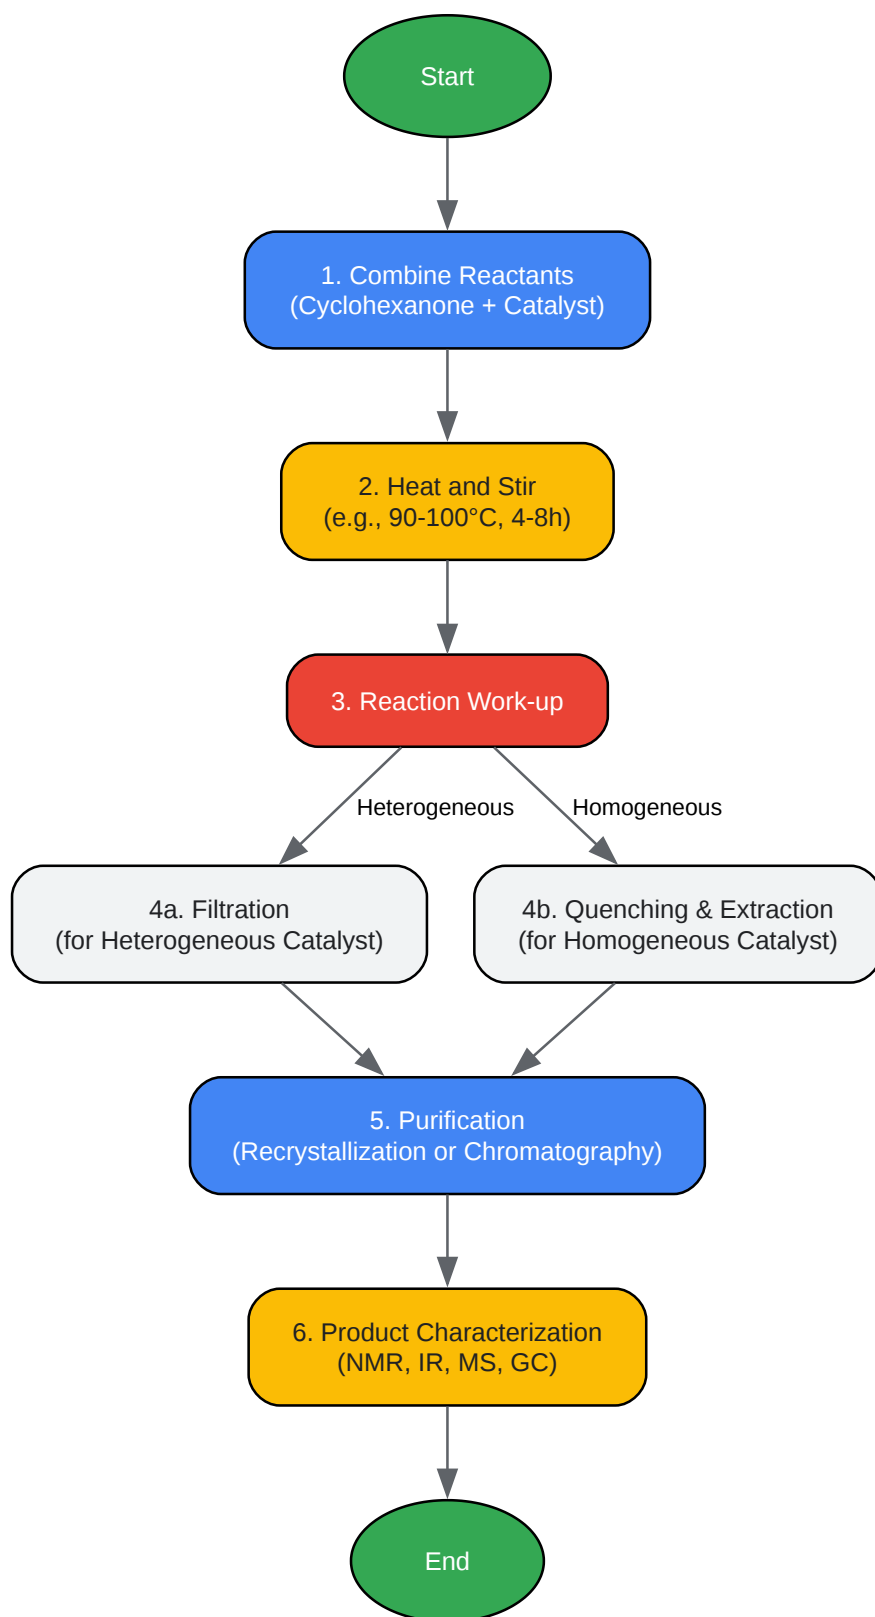 Start
1. Combine Reactants
(Cyclohexanone + Catalyst)
2. Heat and Stir
(e.g., 90-100°C, 4-8h)
3. Reaction Work-up
Heterogeneous
Homogeneous
4a. Filtration
(for Heterogeneous Catalyst)
4b. Quenching & Extraction
(for Homogeneous Catalyst)
5. Purification
(Recrystallization or Chromatography)
6. Product Characterization
(NMR, IR, MS, GC)
End